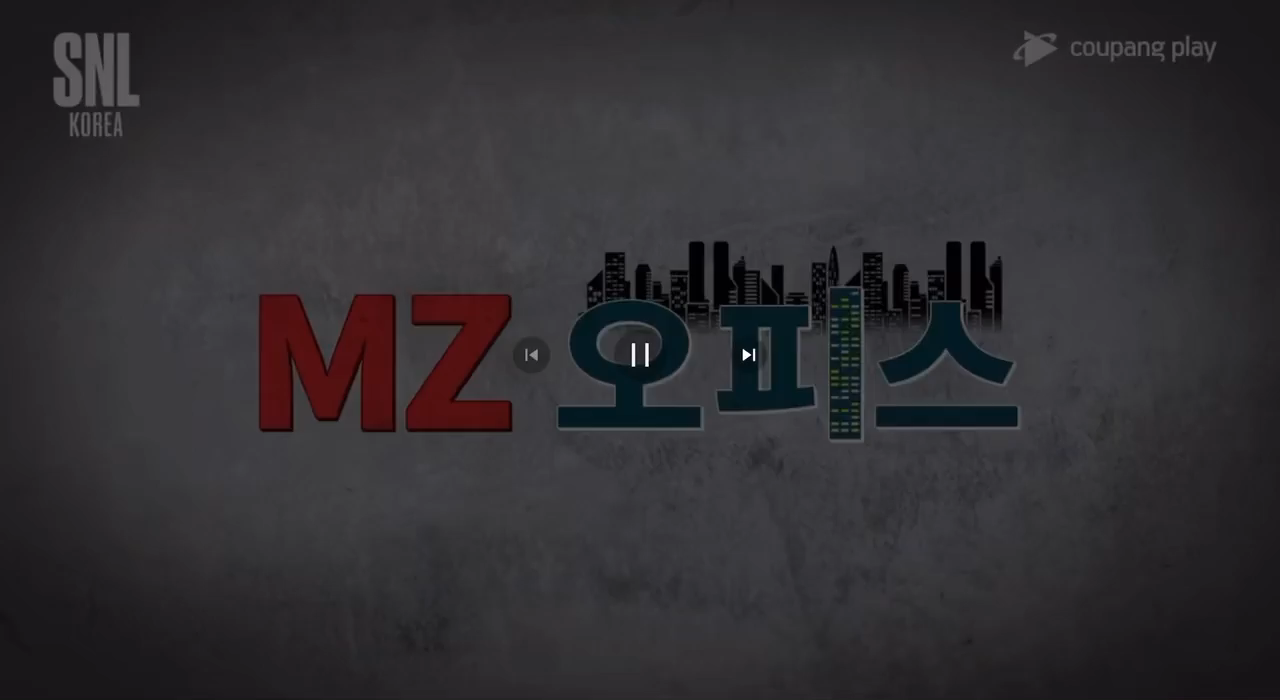 SNL
KOREA
coupang play
MZ 오피스